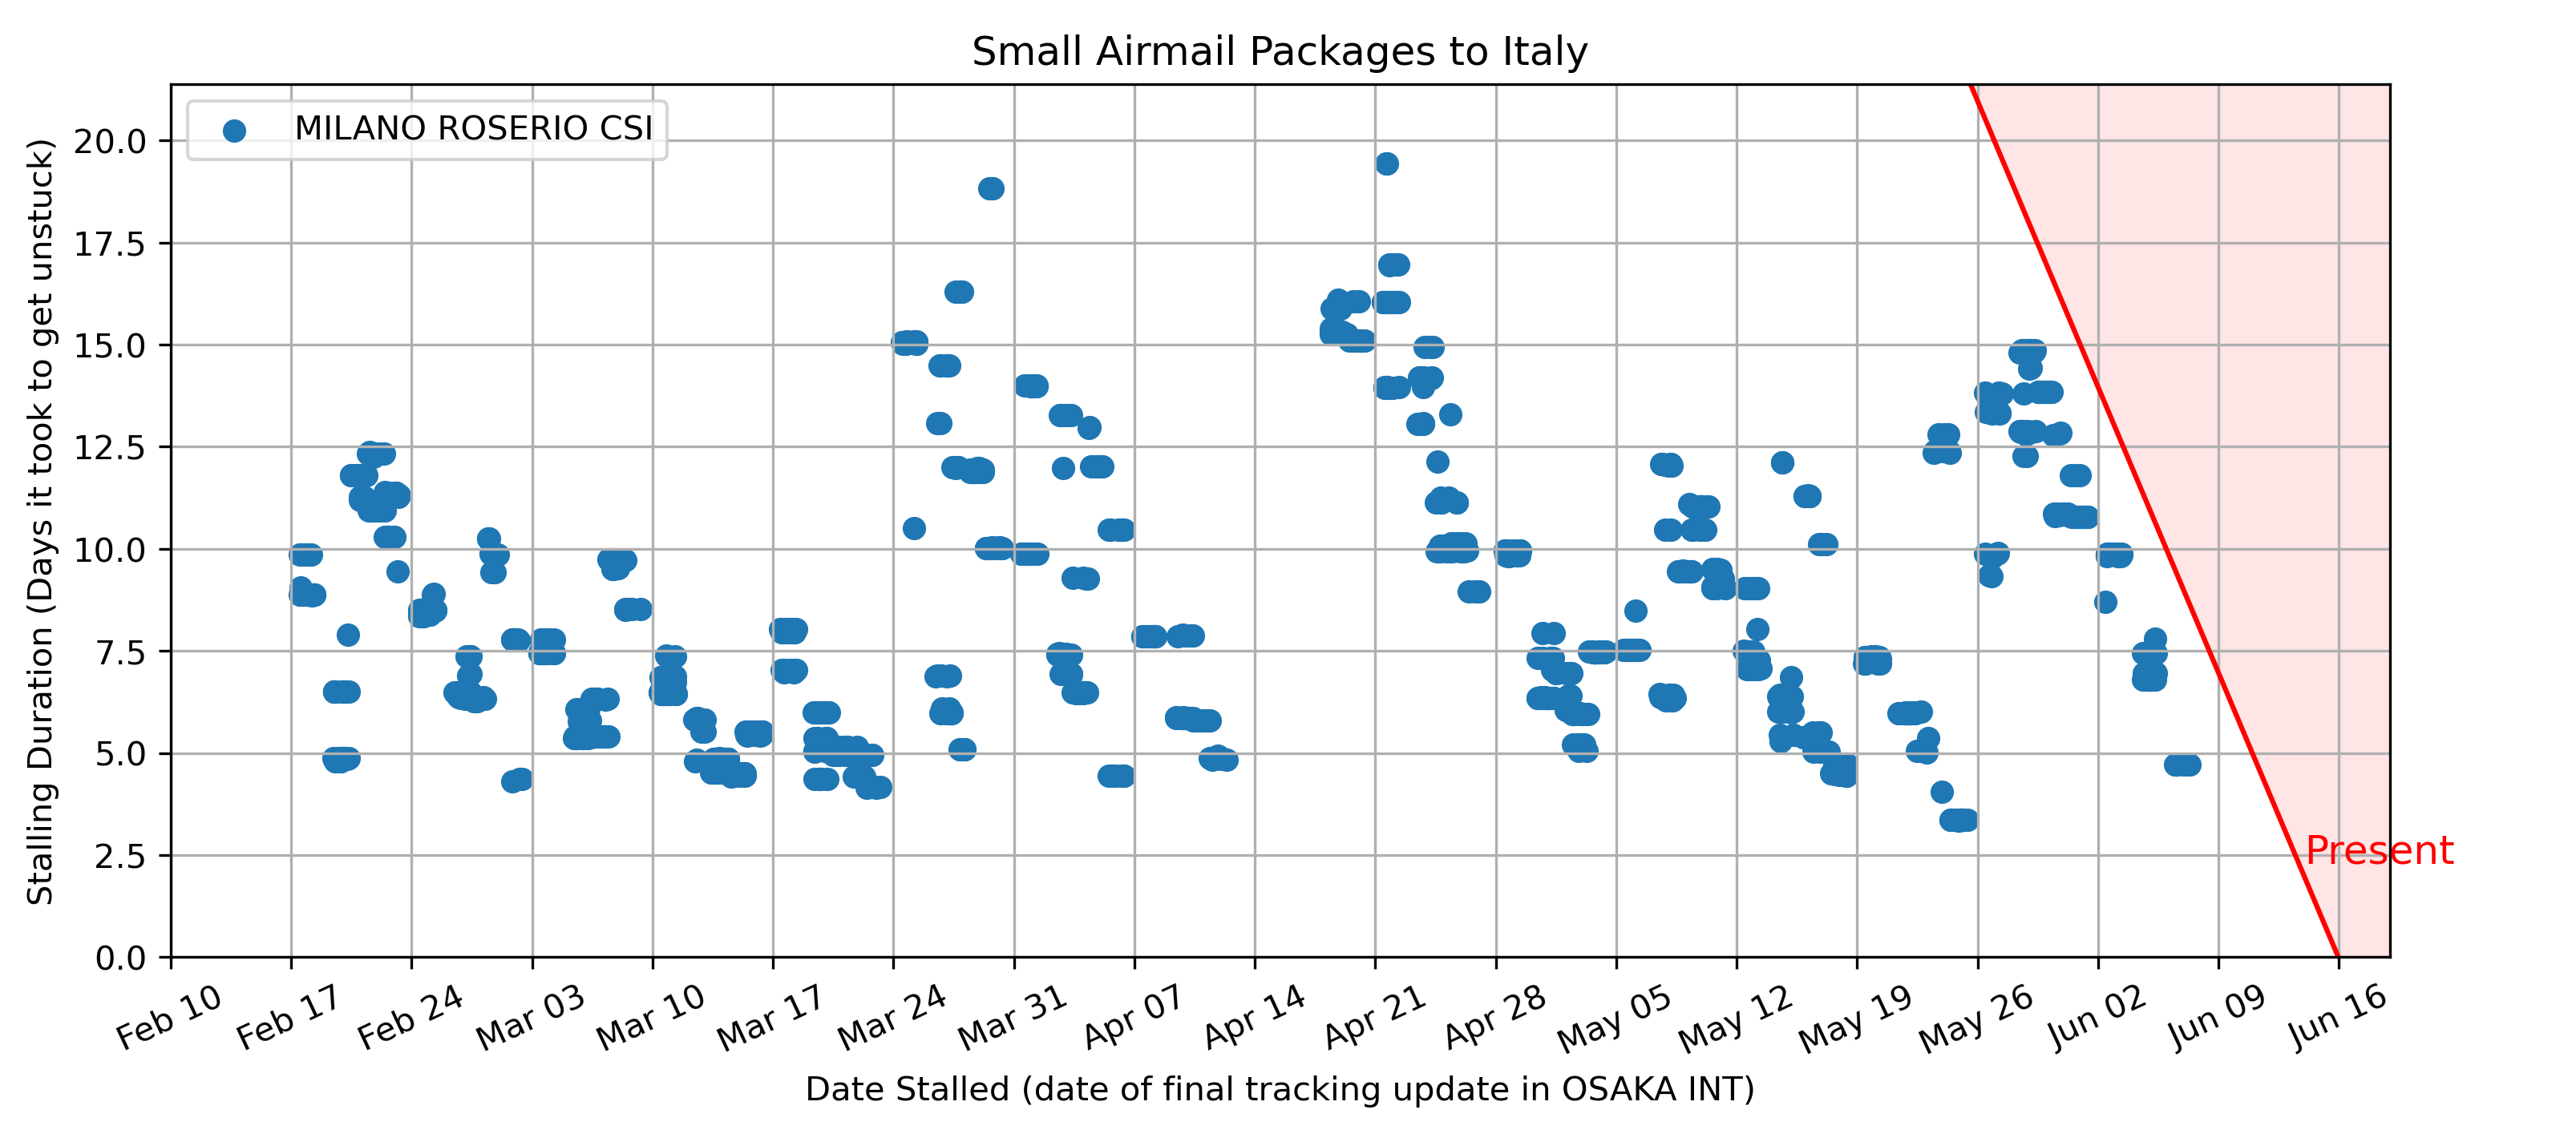 Small Airmail Packages to Italy
MILANO ROSERIO CSI
Stalling Duration (Days it took to get unstuck)
20.0
17.5
15.0
12.5
10.0
7.5
5.0
2.5
0.0
Present
Feb 10
Feb 17
Feb 24
Mar 03
Mar 10
Mar 17
Mar 24
Mar 31
Apr 07
Apr 14
Apr 21
Apr 28
May 05
May 12
May 19
May 26
Jun 02
Jun 09
Jun 16
Date Stalled (date of final tracking update in OSAKA INT)